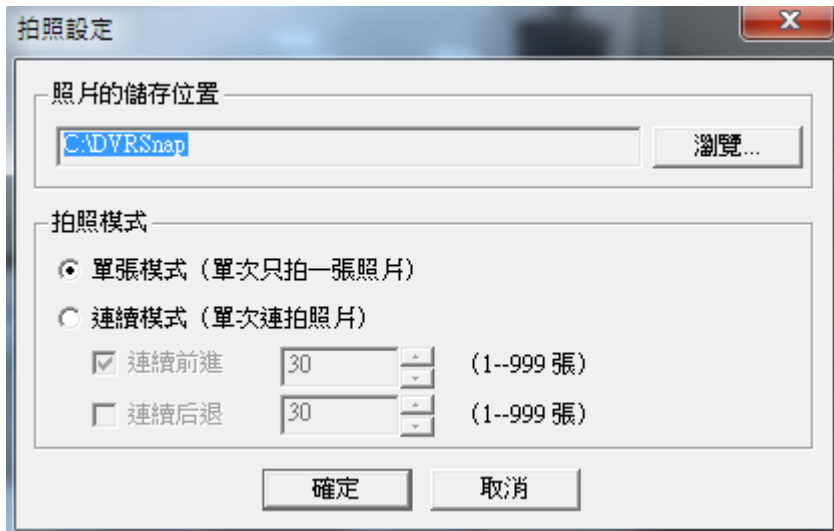 拍照設定
照片的儲存位置
C:\DVRSnap
瀏覽...
拍照模式
單張模式（單次只拍一張照片）
連續模式（單次連拍照片）
連續前進 30 (1--999 張)
連續后退 30 (1--999 張)
確定 取消